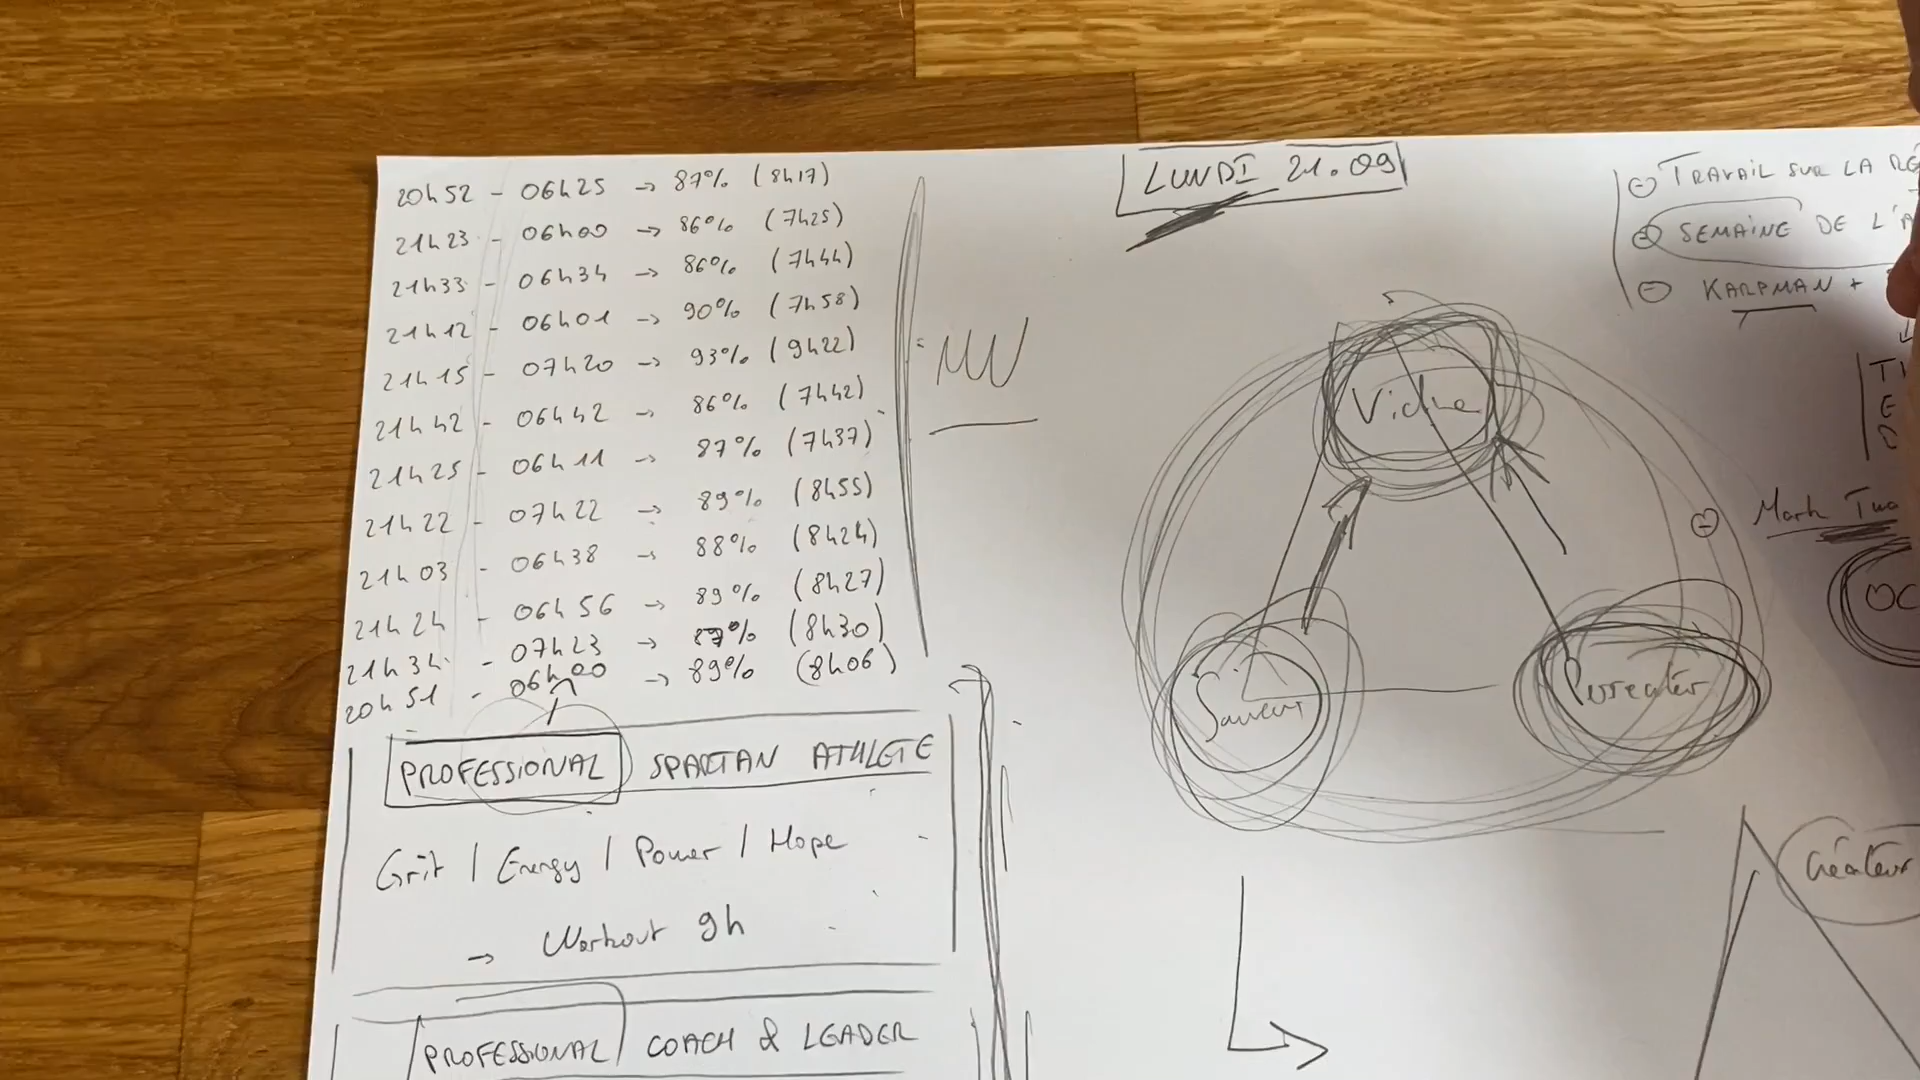 20h52 - 06h25 → 87% (8h17)
21h23 - 06h00 → 86% (7h25)
21h33 - 06h34 → 86% (7h44)
21h12 - 06h01 → 90% (7h58)
21h15 - 07h20 → 93% (9h22)
21h42 - 06h42 → 86% (7h42)
21h25 - 06h11 → 87% (7h37)
21h22 - 07h22 → 89% (8h55)
21h03 - 06h38 → 88% (8h24)
21h24 - 06h56 → 89% (8h27)
21h34 - 07h23 → (8h30)
20h51 - 06h00 → 89% (8h06)
PROFESSIONAL SPARTAN ATHLETE
Grit / Energy / Power / Hope
→ Workout 9h
PROFESSIONAL COACH & LEADER
LUNDI 21.09
Victime
Sauveur
Persecuteur
TRAVAIL SUR LA
SEMAINE DE L'A
KARPMAN +
Mark
OC
Créateur